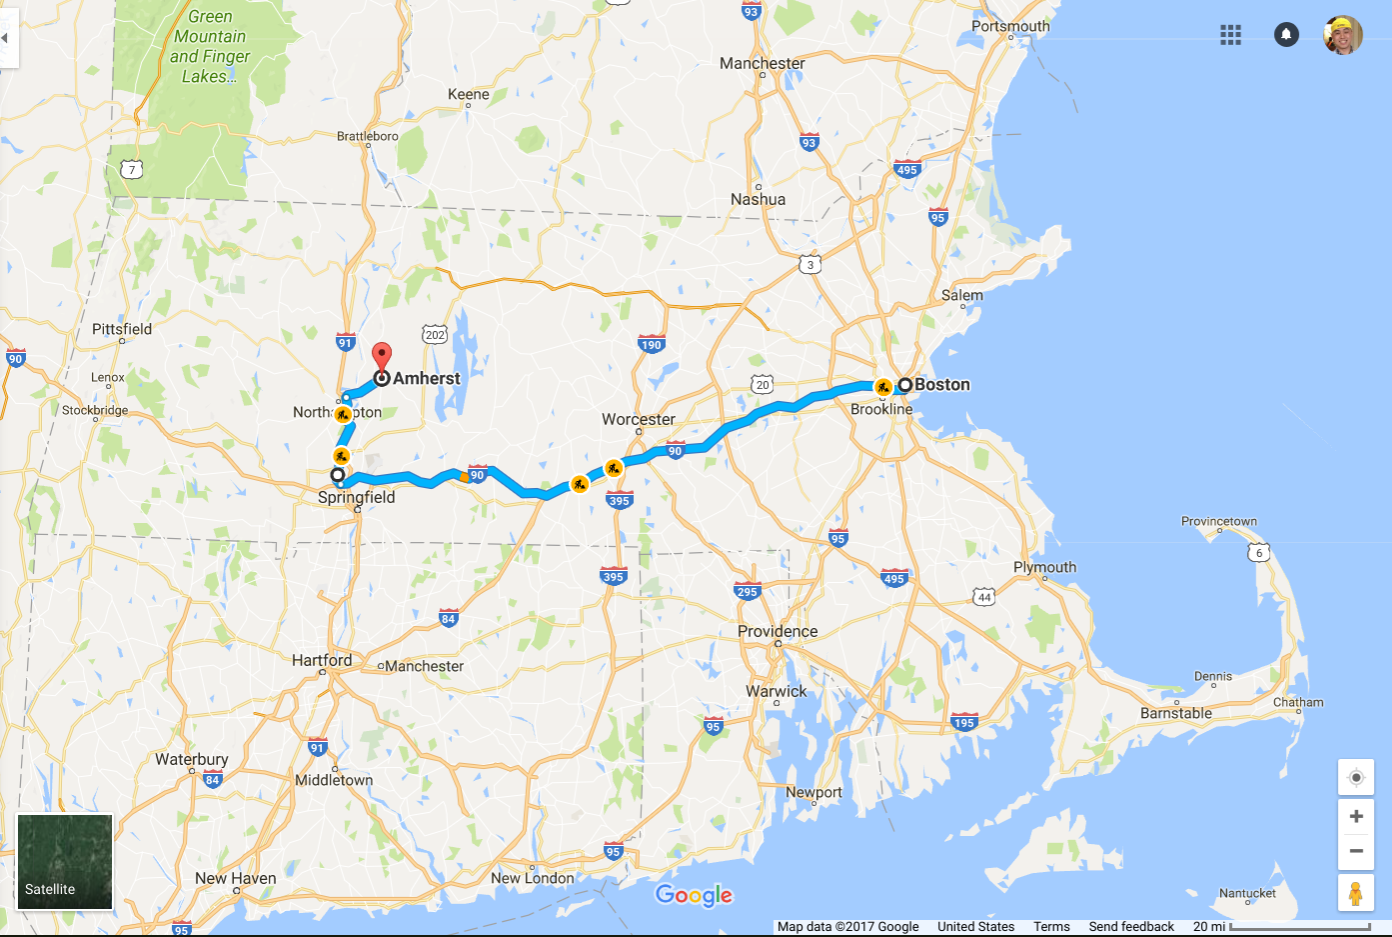 93
Portsmouth
Green
Mountain
and Finger
Lakes...
Manchester
Keene
Brattleboro
93
7
495
Nashua
95
3
Salem
Pittsfield
202
91
190
90
Lenox
Amherst
20
Boston
Stockbridge
Northampton
Brookline
Worcester
90
90
Springfield
395
Provincetown
95
6
Plymouth
395
495
295
44
84
Providence
Hartford
Manchester
Dennis
Warwick
Chatham
Barnstable
95
195
91
Waterbury
84
Middletown
Newport
95
Satellite
New Haven
New London
Google
Nantucket
95
Map data ©2017 Google United States Terms Send feedback 20 mi